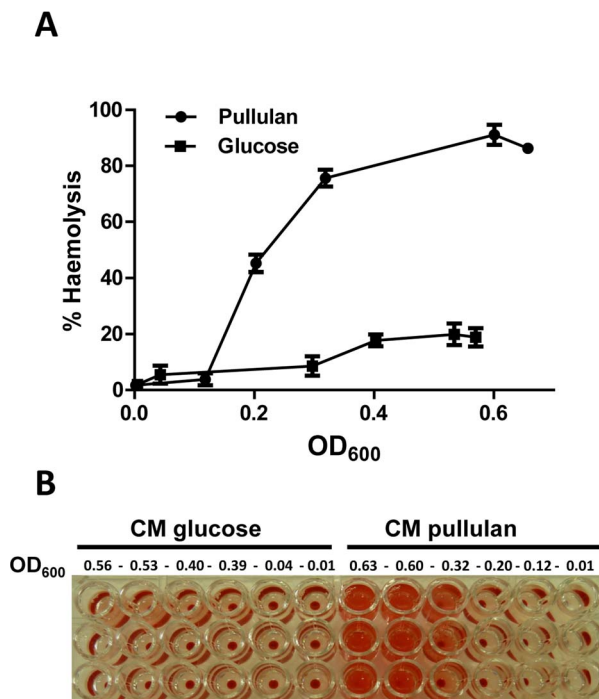 A
100
80
60
40
20
0
% Haemolysis
Pullulan
Glucose
0.0 0.2 0.4 0.6
OD600
B
CM glucose CM pullulan
OD600 0.56 - 0.53 - 0.40 - 0.39 - 0.04 - 0.01 0.63 - 0.60 - 0.32 - 0.20 - 0.12 - 0.01